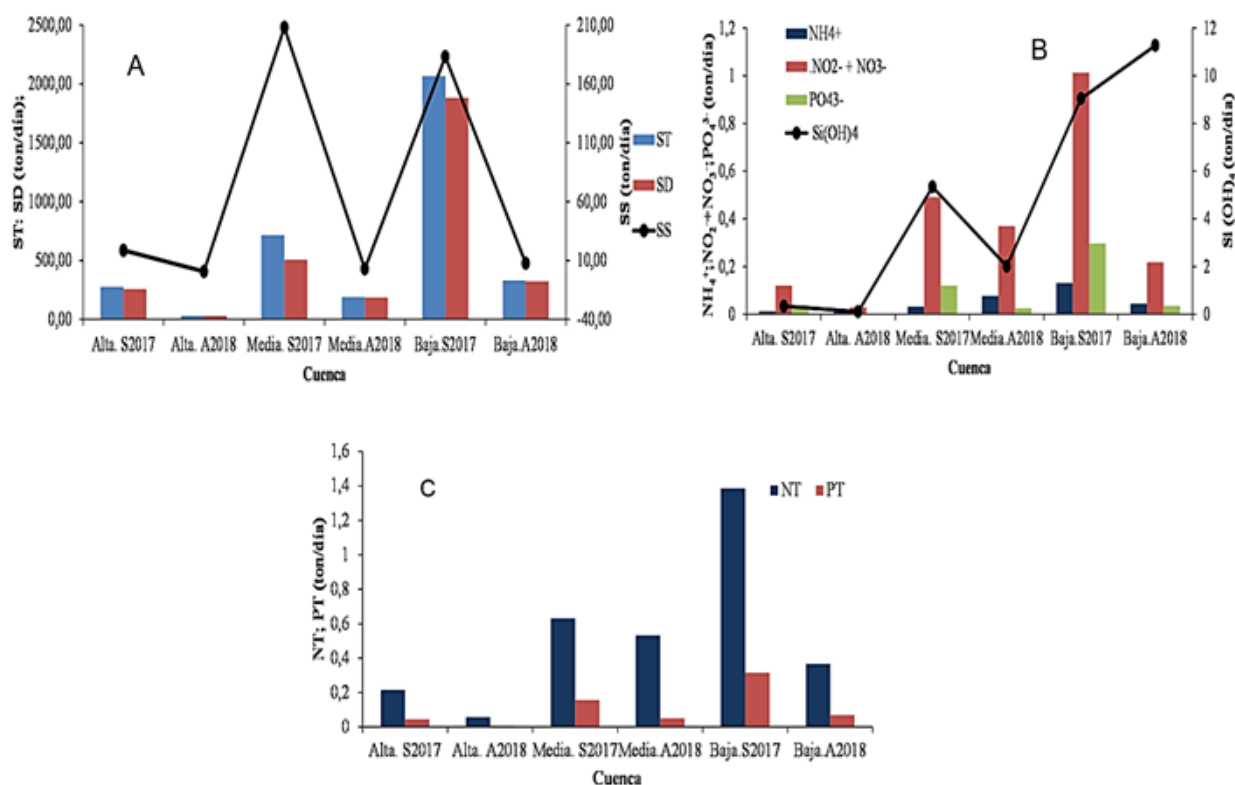 A
ST: SD (ton/día);
2500,00
2000,00
1500,00
1000,00
500,00
0,00
210,00
160,00
110,00
60,00
10,00
-40,00
SS (ton/día)
ST
SD
SS
Alta. S2017 Alta. A2018 Media. S2017 Media.A2018 Baja.S2017 Baja.A2018
Cuenca
B
NH₄⁺;NO₂⁻+NO₃⁻;PO₄³⁻(ton/día)
1,2
1
0,8
0,6
0,4
0,2
0
NH4+
.NO2- + NO3-
PO43-
Si(OH)4
12
10
8
6
4
2
0
Si (OH)₄ (ton/día)
Alta. S2017 Alta. A2018 Media. S2017 Media.A2018 Baja.S2017 Baja.A2018
Cuenca
C
NT; PT (ton/día)
1,6
1,4
1,2
1
0,8
0,6
0,4
0,2
0
NT PT
Alta. S2017 Alta. A2018 Media. S2017 Media.A2018 Baja.S2017 Baja.A2018
Cuenca